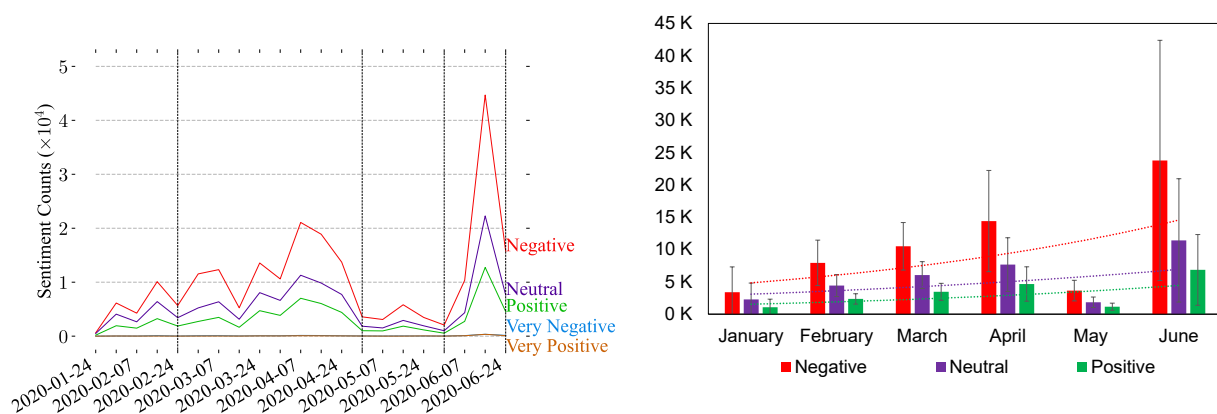 Sentiment Counts (×10⁴)
5
4
3
2
1
0
Negative
Neutral
Positive
Very Negative
Very Positive
2020-01-24
2020-02-07
2020-02-24
2020-03-07
2020-03-24
2020-04-07
2020-04-24
2020-05-07
2020-05-24
2020-06-07
2020-06-24
45 K
40 K
35 K
30 K
25 K
20 K
15 K
10 K
5 K
0 K
January February March April May June
Negative Neutral Positive